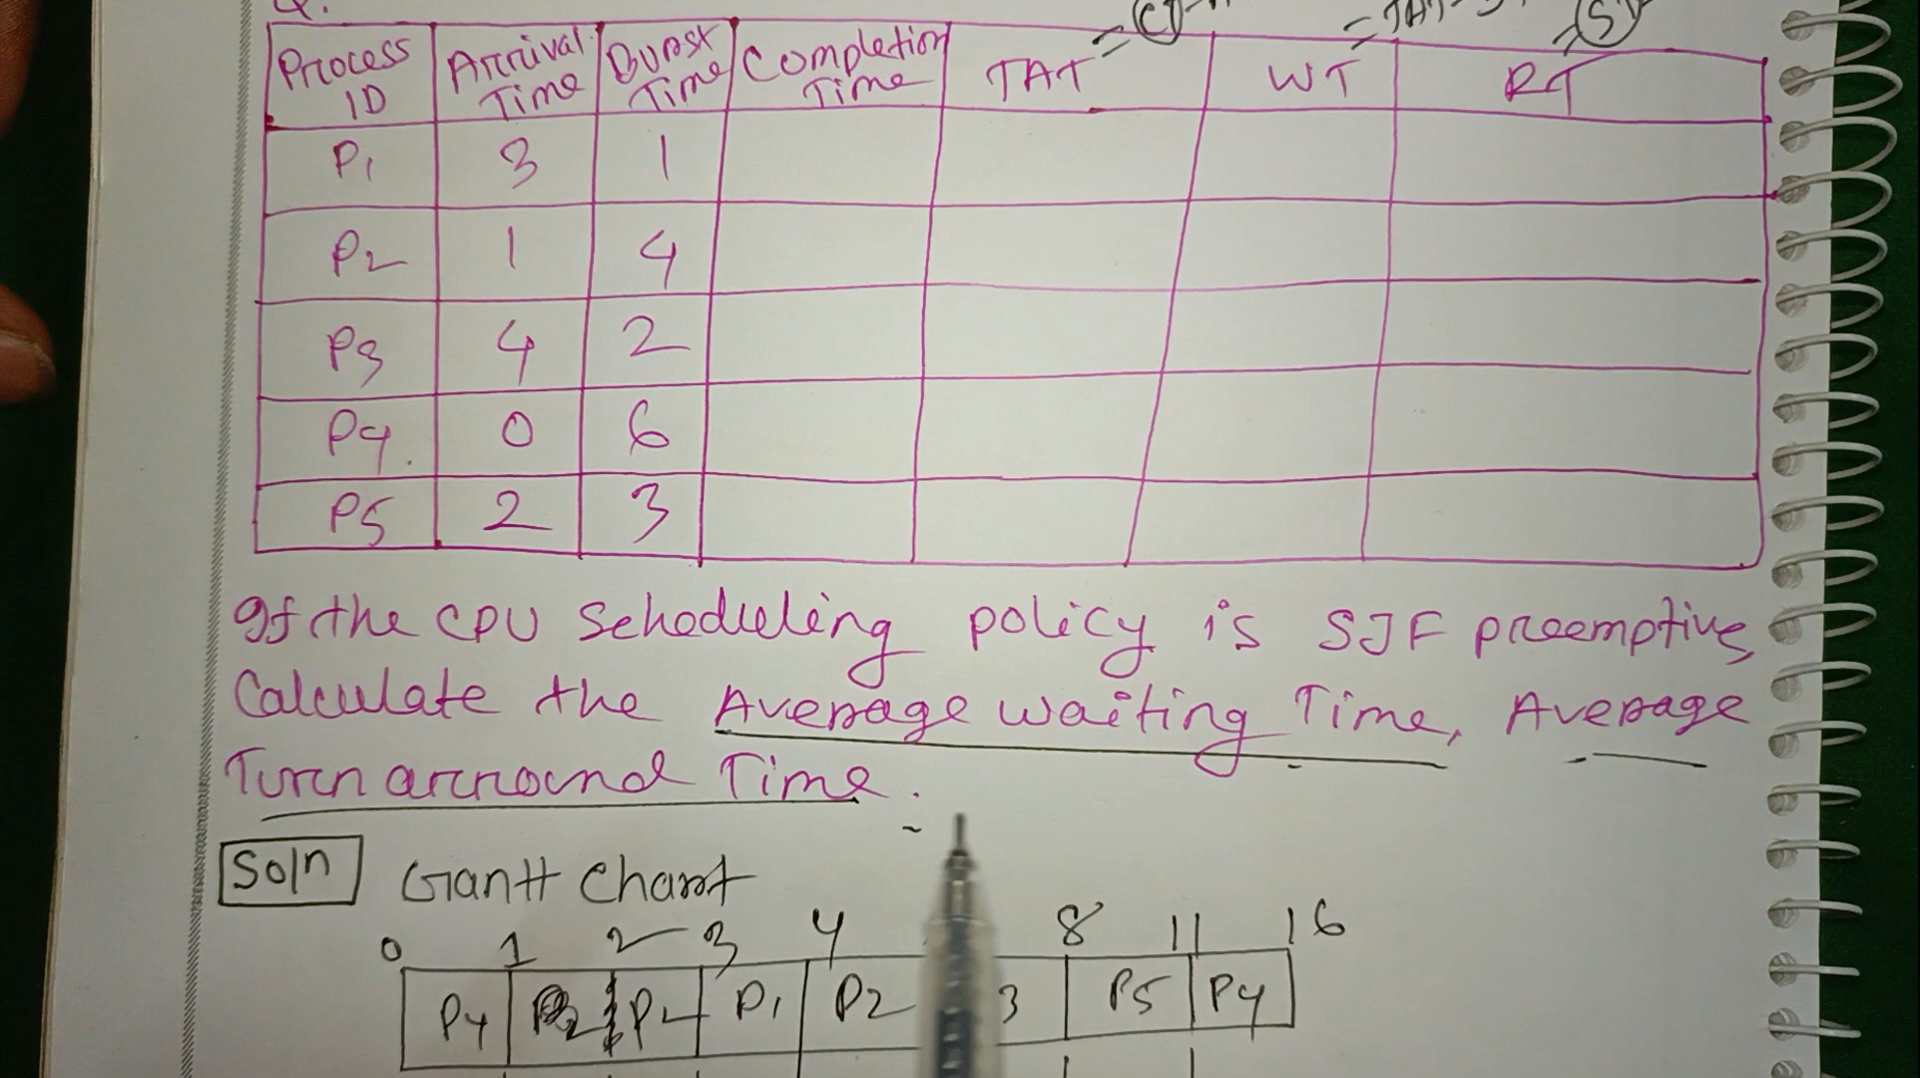 Process ID | Arrival Time | Burst Time | Completion Time | TAT | WT | RT
P1 | 3 | 1
P2 | 1 | 4
P3 | 4 | 2
P4 | 0 | 6
P5 | 2 | 3
If the CPU Scheduling policy is SJF preemptive,
Calculate the Average waiting Time, Average
Turn around Time.
Soln Gantt Chart
0 1 2 3 4 8 11 16
P4 P2 P2 P1 P2 3 P5 P4